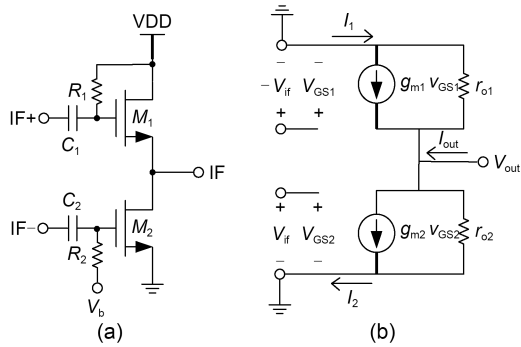 VDD
R1
IF+
C1
M1
IF
C2
IF−
M2
R2
Vb
(a)
I1
− −
−Vif VGS1
+ +
gm1 vGS1
ro1
Iout
Vout
+ +
Vif VGS2
− −
gm2 vGS2
ro2
I2
(b)